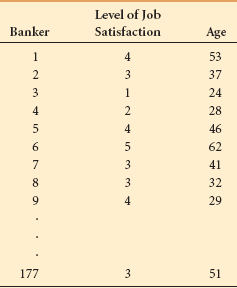 Level of Job
Banker Satisfaction Age
1 4 53
2 3 37
3 1 24
4 2 28
5 4 46
6 5 62
7 3 41
8 3 32
9 4 29
.
.
.
177 3 51